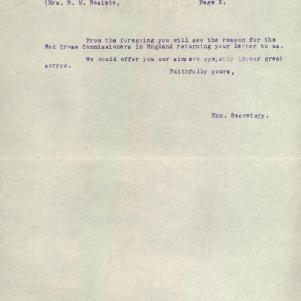 (Mrs. R. M. Bosisto, Page 2.
From the foregoing you will see the reason for the
Red Cross Commissioners in England returning your letter to us.
We would offer you our sincere sympathy in your great
sorrow.
Faithfully yours,
Hon. Secretary.